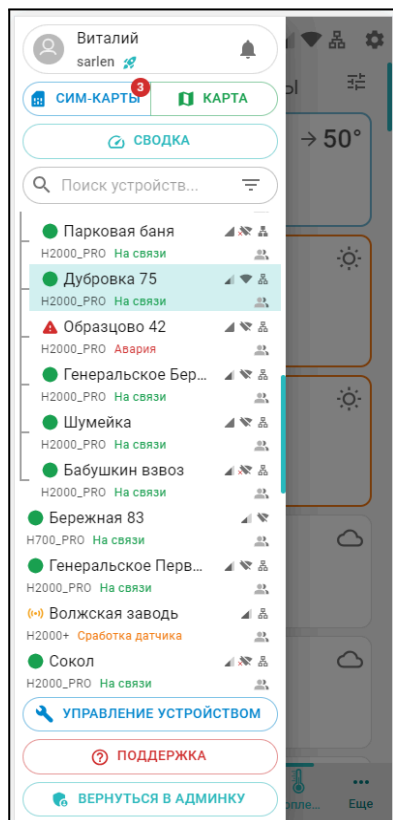 Виталий
sarlen
3
СИМ-КАРТЫ
КАРТА
СВОДКА
Поиск устройств...
→ 50°
Парковая баня
H2000_PRO На связи
Дубровка 75
H2000_PRO На связи
Образцово 42
H2000_PRO Авария
Генеральское Бер...
H2000_PRO На связи
Шумейка
H2000_PRO На связи
Бабушкин взвоз
H2000_PRO На связи
Бережная 83
H700_PRO На связи
Генеральское Перв...
H2000_PRO На связи
Волжская заводь
H2000+ Сработка датчика
Сокол
H2000_PRO На связи
УПРАВЛЕНИЕ УСТРОЙСТВОМ
ПОДДЕРЖКА
ВЕРНУТЬСЯ В АДМИНКУ
Еще